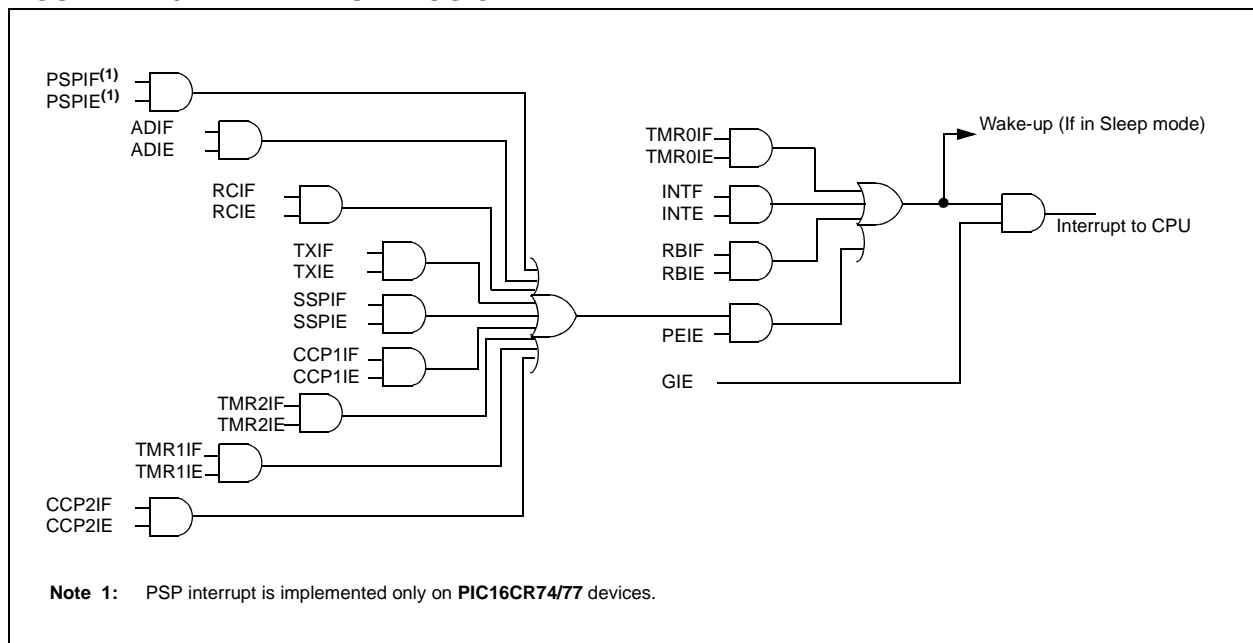 PSPIF(1)
PSPIE(1)
ADIF
ADIE
RCIF
RCIE
TXIF
TXIE
SSPIF
SSPIE
CCP1IF
CCP1IE
TMR2IF
TMR2IE
TMR1IF
TMR1IE
CCP2IF
CCP2IE
TMR0IF
TMR0IE
INTF
INTE
RBIF
RBIE
PEIE
GIE
Wake-up (If in Sleep mode)
Interrupt to CPU
Note 1: PSP interrupt is implemented only on PIC16CR74/77 devices.